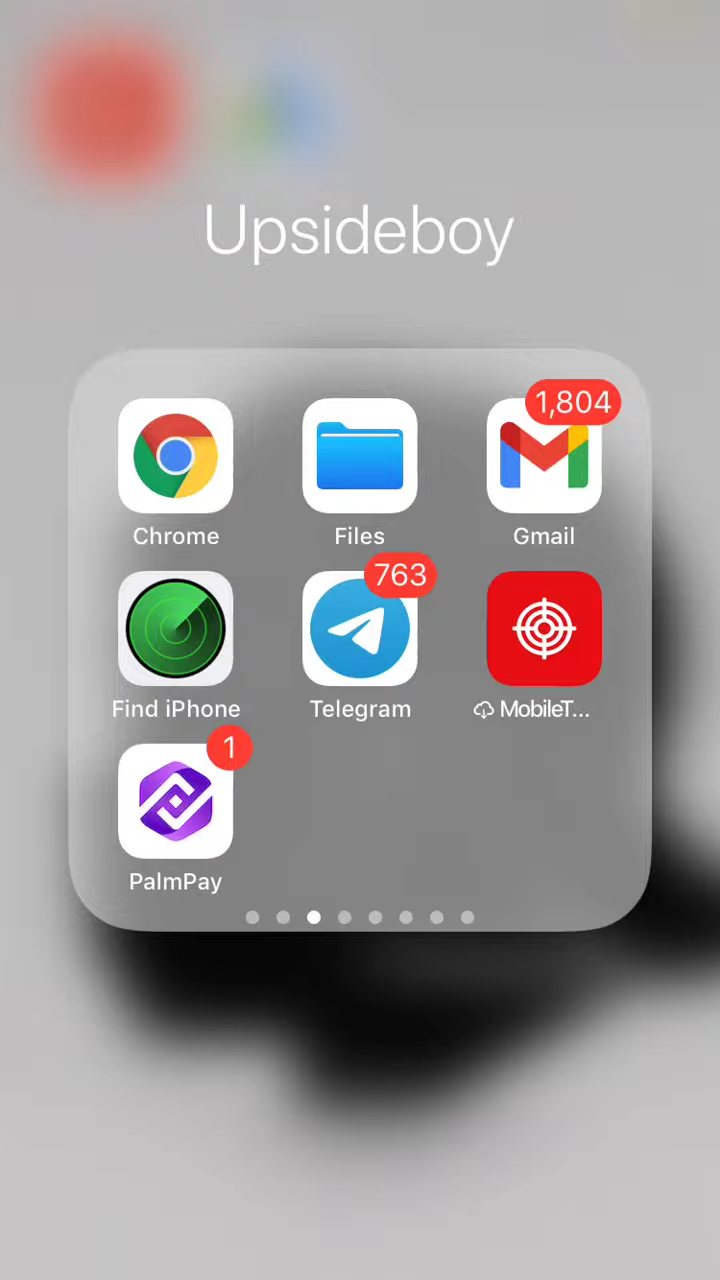 Upsideboy
1,804
Chrome
Files
Gmail
763
Find iPhone
Telegram
MobileT...
1
PalmPay